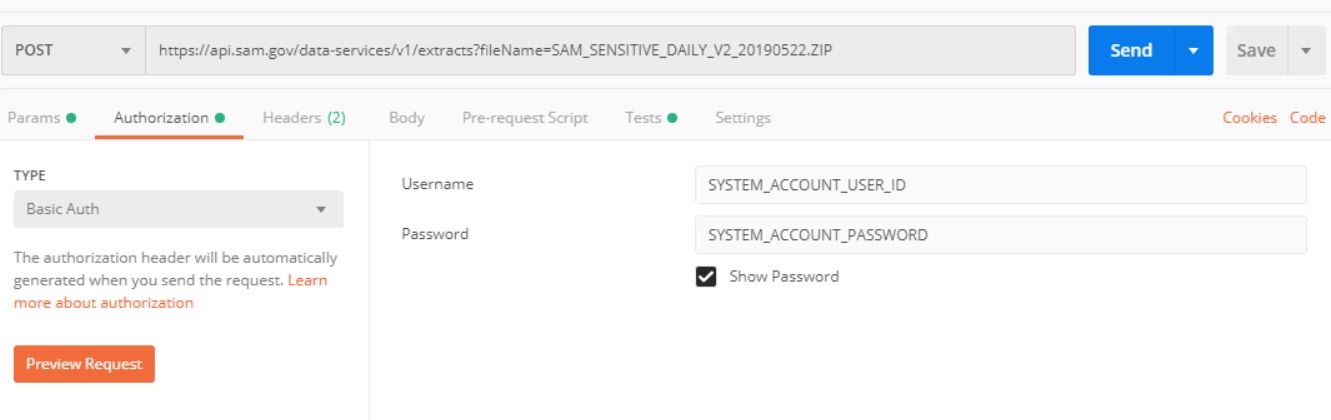 POST https://api.sam.gov/data-services/v1/extracts?fileName=SAM_SENSITIVE_DAILY_V2_20190522.ZIP Send Save
Params Authorization Headers (2) Body Pre-request Script Tests Settings Cookies Code
TYPE
Basic Auth
The authorization header will be automatically
generated when you send the request. Learn
more about authorization
Preview Request
Username SYSTEM_ACCOUNT_USER_ID
Password SYSTEM_ACCOUNT_PASSWORD
Show Password